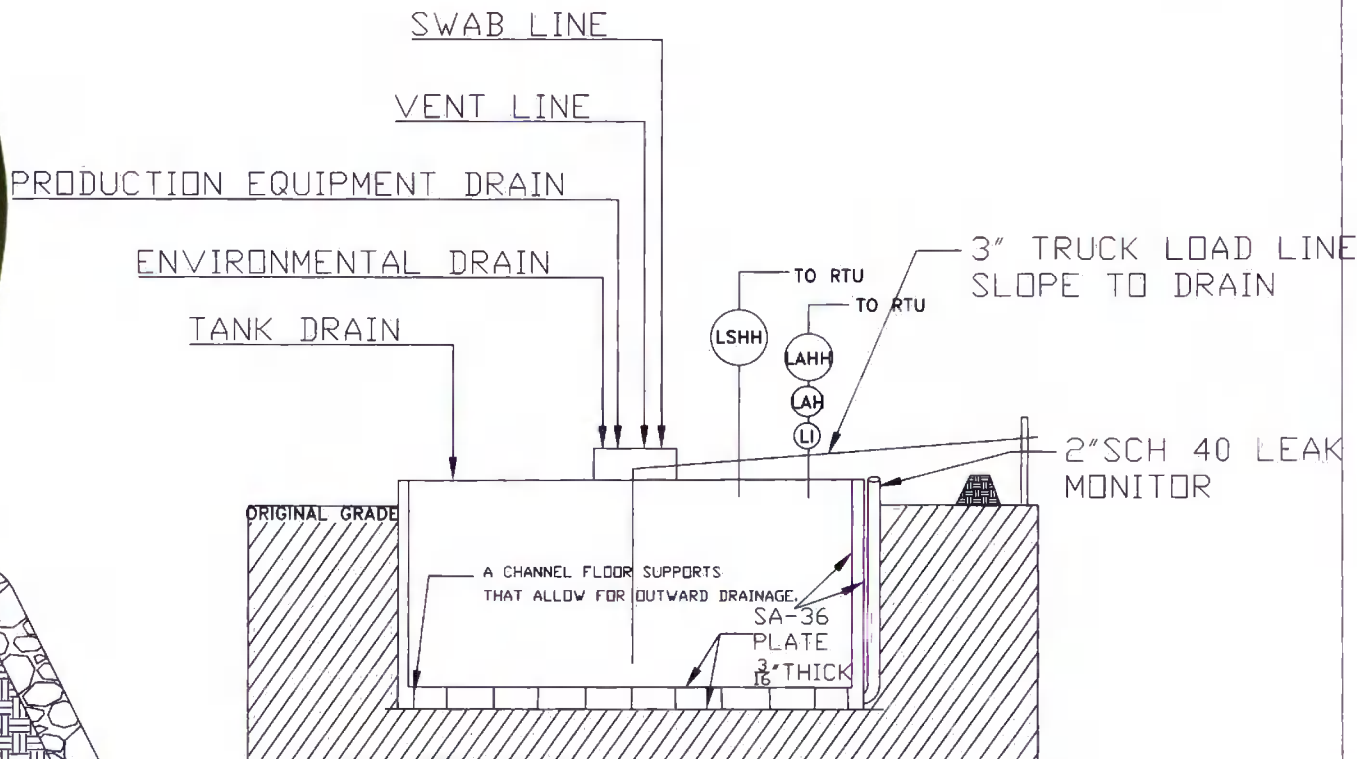 SWAB LINE
VENT LINE
PRODUCTION EQUIPMENT DRAIN
ENVIRONMENTAL DRAIN
TANK DRAIN
TO RTU
TO RTU
LSHH
LAHH
LAH
LI
3" TRUCK LOAD LINE
SLOPE TO DRAIN
2"SCH 40 LEAK
MONITOR
ORIGINAL GRADE
A CHANNEL FLOOR SUPPORTS
THAT ALLOW FOR OUTWARD DRAINAGE.
SA-36
PLATE
3/16" THICK